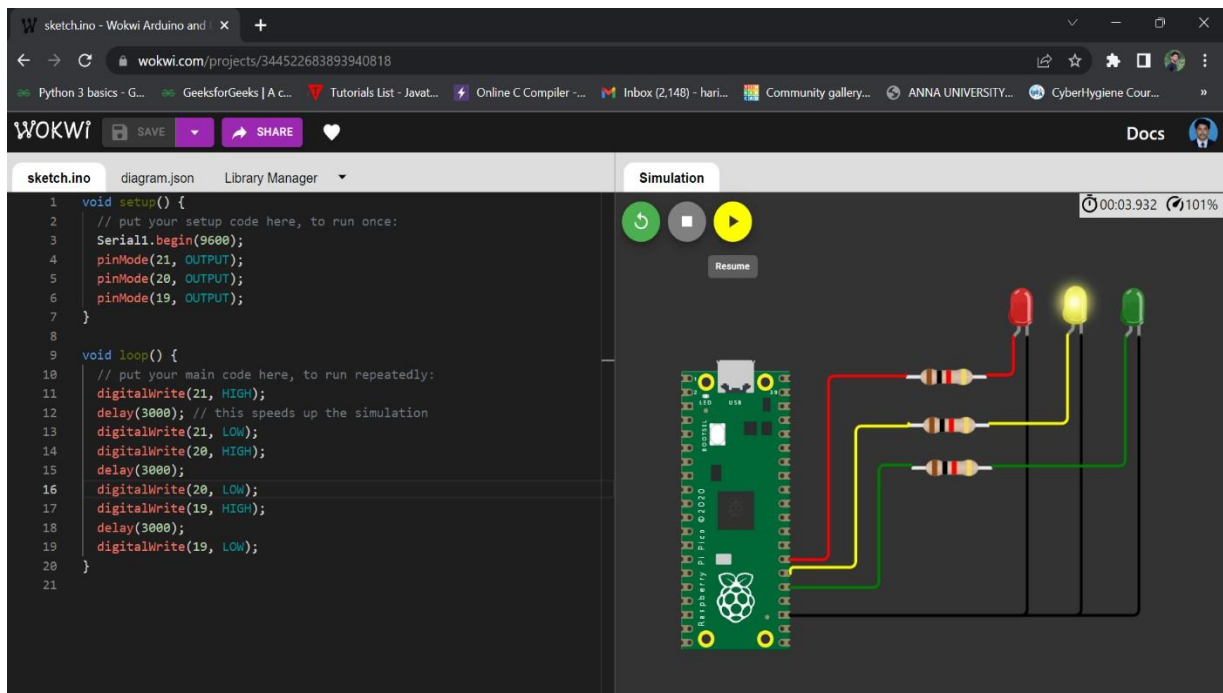 sketch.ino - Wokwi Arduino and
wokwi.com/projects/344522683893940818
Python 3 basics - G... GeeksforGeeks | A c... Tutorials List - Javat... Online C Compiler -... Inbox (2,148) - hari... Community gallery... ANNA UNIVERSITY... CyberHygiene Cour... »
WOKWi SAVE SHARE Docs
sketch.ino diagram.json Library Manager
Simulation
1 void setup() {
2 // put your setup code here, to run once:
3 Serial1.begin(9600);
4 pinMode(21, OUTPUT);
5 pinMode(20, OUTPUT);
6 pinMode(19, OUTPUT);
7 }
8
9 void loop() {
10 // put your main code here, to run repeatedly:
11 digitalWrite(21, HIGH);
12 delay(3000); // this speeds up the simulation
13 digitalWrite(21, LOW);
14 digitalWrite(20, HIGH);
15 delay(3000);
16 digitalWrite(20, LOW);
17 digitalWrite(19, HIGH);
18 delay(3000);
19 digitalWrite(19, LOW);
20 }
21
00:03.932 101%
Resume
1
2
39
LED USB
BOOTSEL
Raspberry Pi Pico ©2020